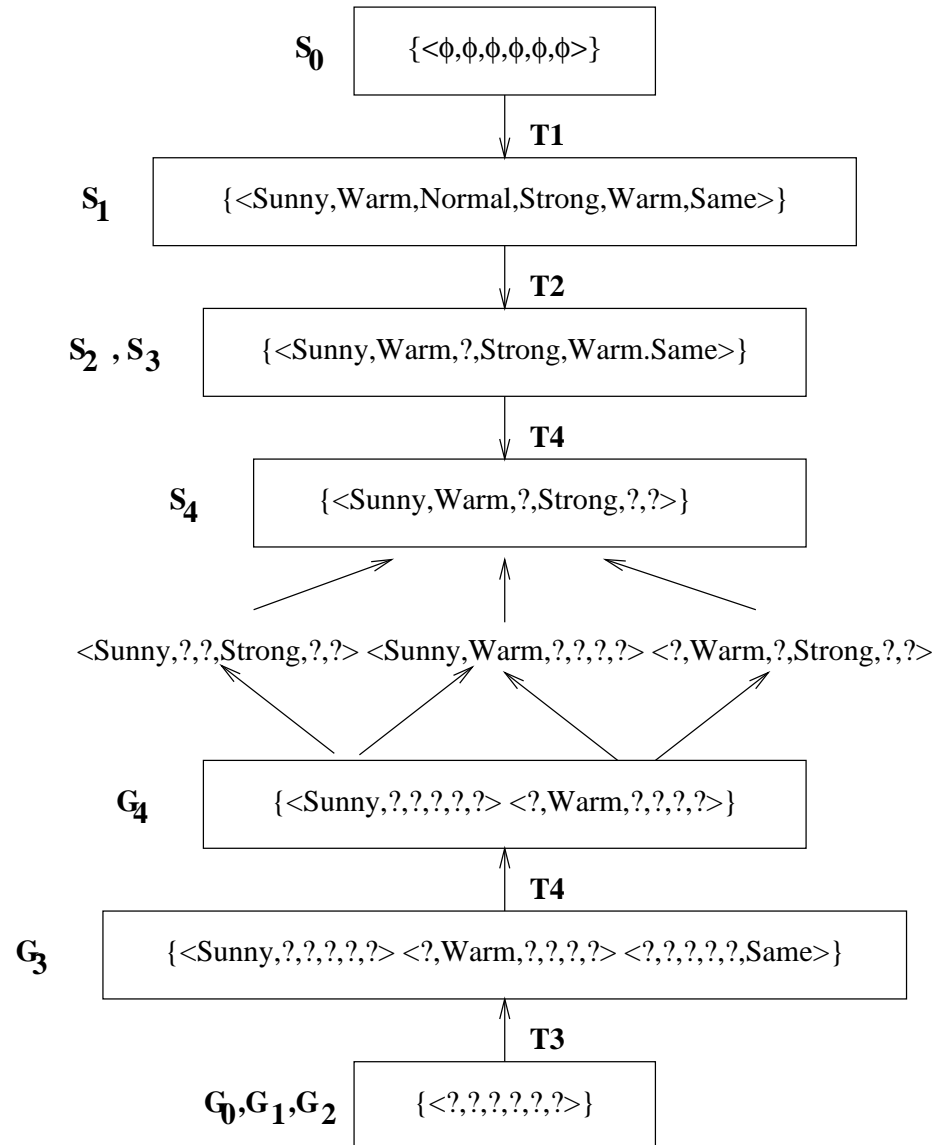 S0 {<ϕ,ϕ,ϕ,ϕ,ϕ,ϕ>}
T1
S1 {<Sunny,Warm,Normal,Strong,Warm,Same>}
T2
S2 , S3 {<Sunny,Warm,?,Strong,Warm.Same>}
T4
S4 {<Sunny,Warm,?,Strong,?,?>}
<Sunny,?,?,Strong,?,?> <Sunny,Warm,?,?,?,?> <?,Warm,?,Strong,?,?>
G4 {<Sunny,?,?,?,?,?> <?,Warm,?,?,?,?>}
T4
G3 {<Sunny,?,?,?,?,?> <?,Warm,?,?,?,?> <?,?,?,?,?,Same>}
T3
G0,G1,G2 {<?,?,?,?,?,?>}